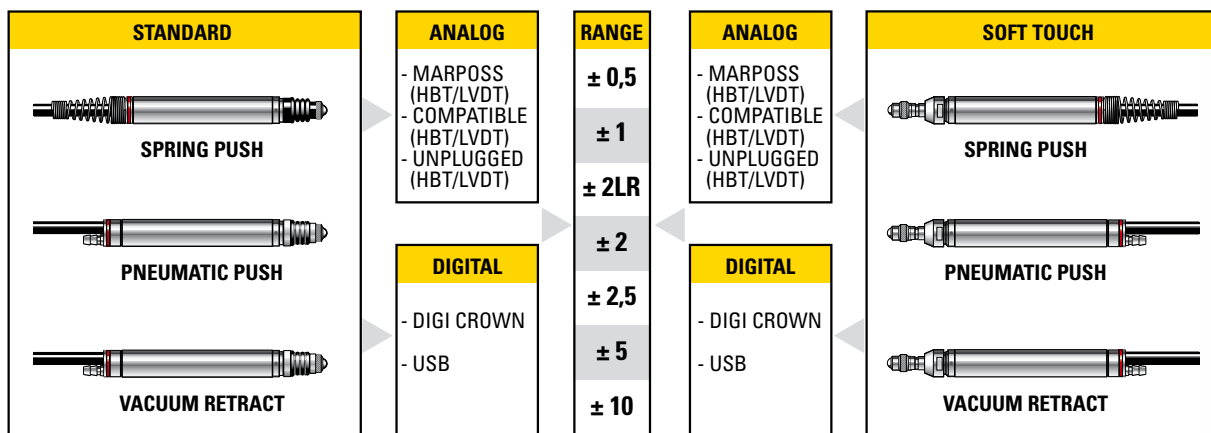 STANDARD
SPRING PUSH
PNEUMATIC PUSH
VACUUM RETRACT
ANALOG
- MARPOSS
(HBT/LVDT)
- COMPATIBLE
(HBT/LVDT)
- UNPLUGGED
(HBT/LVDT)
DIGITAL
- DIGI CROWN
- USB
RANGE
± 0,5
± 1
± 2LR
± 2
± 2,5
± 5
± 10
ANALOG
- MARPOSS
(HBT/LVDT)
- COMPATIBLE
(HBT/LVDT)
- UNPLUGGED
(HBT/LVDT)
DIGITAL
- DIGI CROWN
- USB
SOFT TOUCH
SPRING PUSH
PNEUMATIC PUSH
VACUUM RETRACT